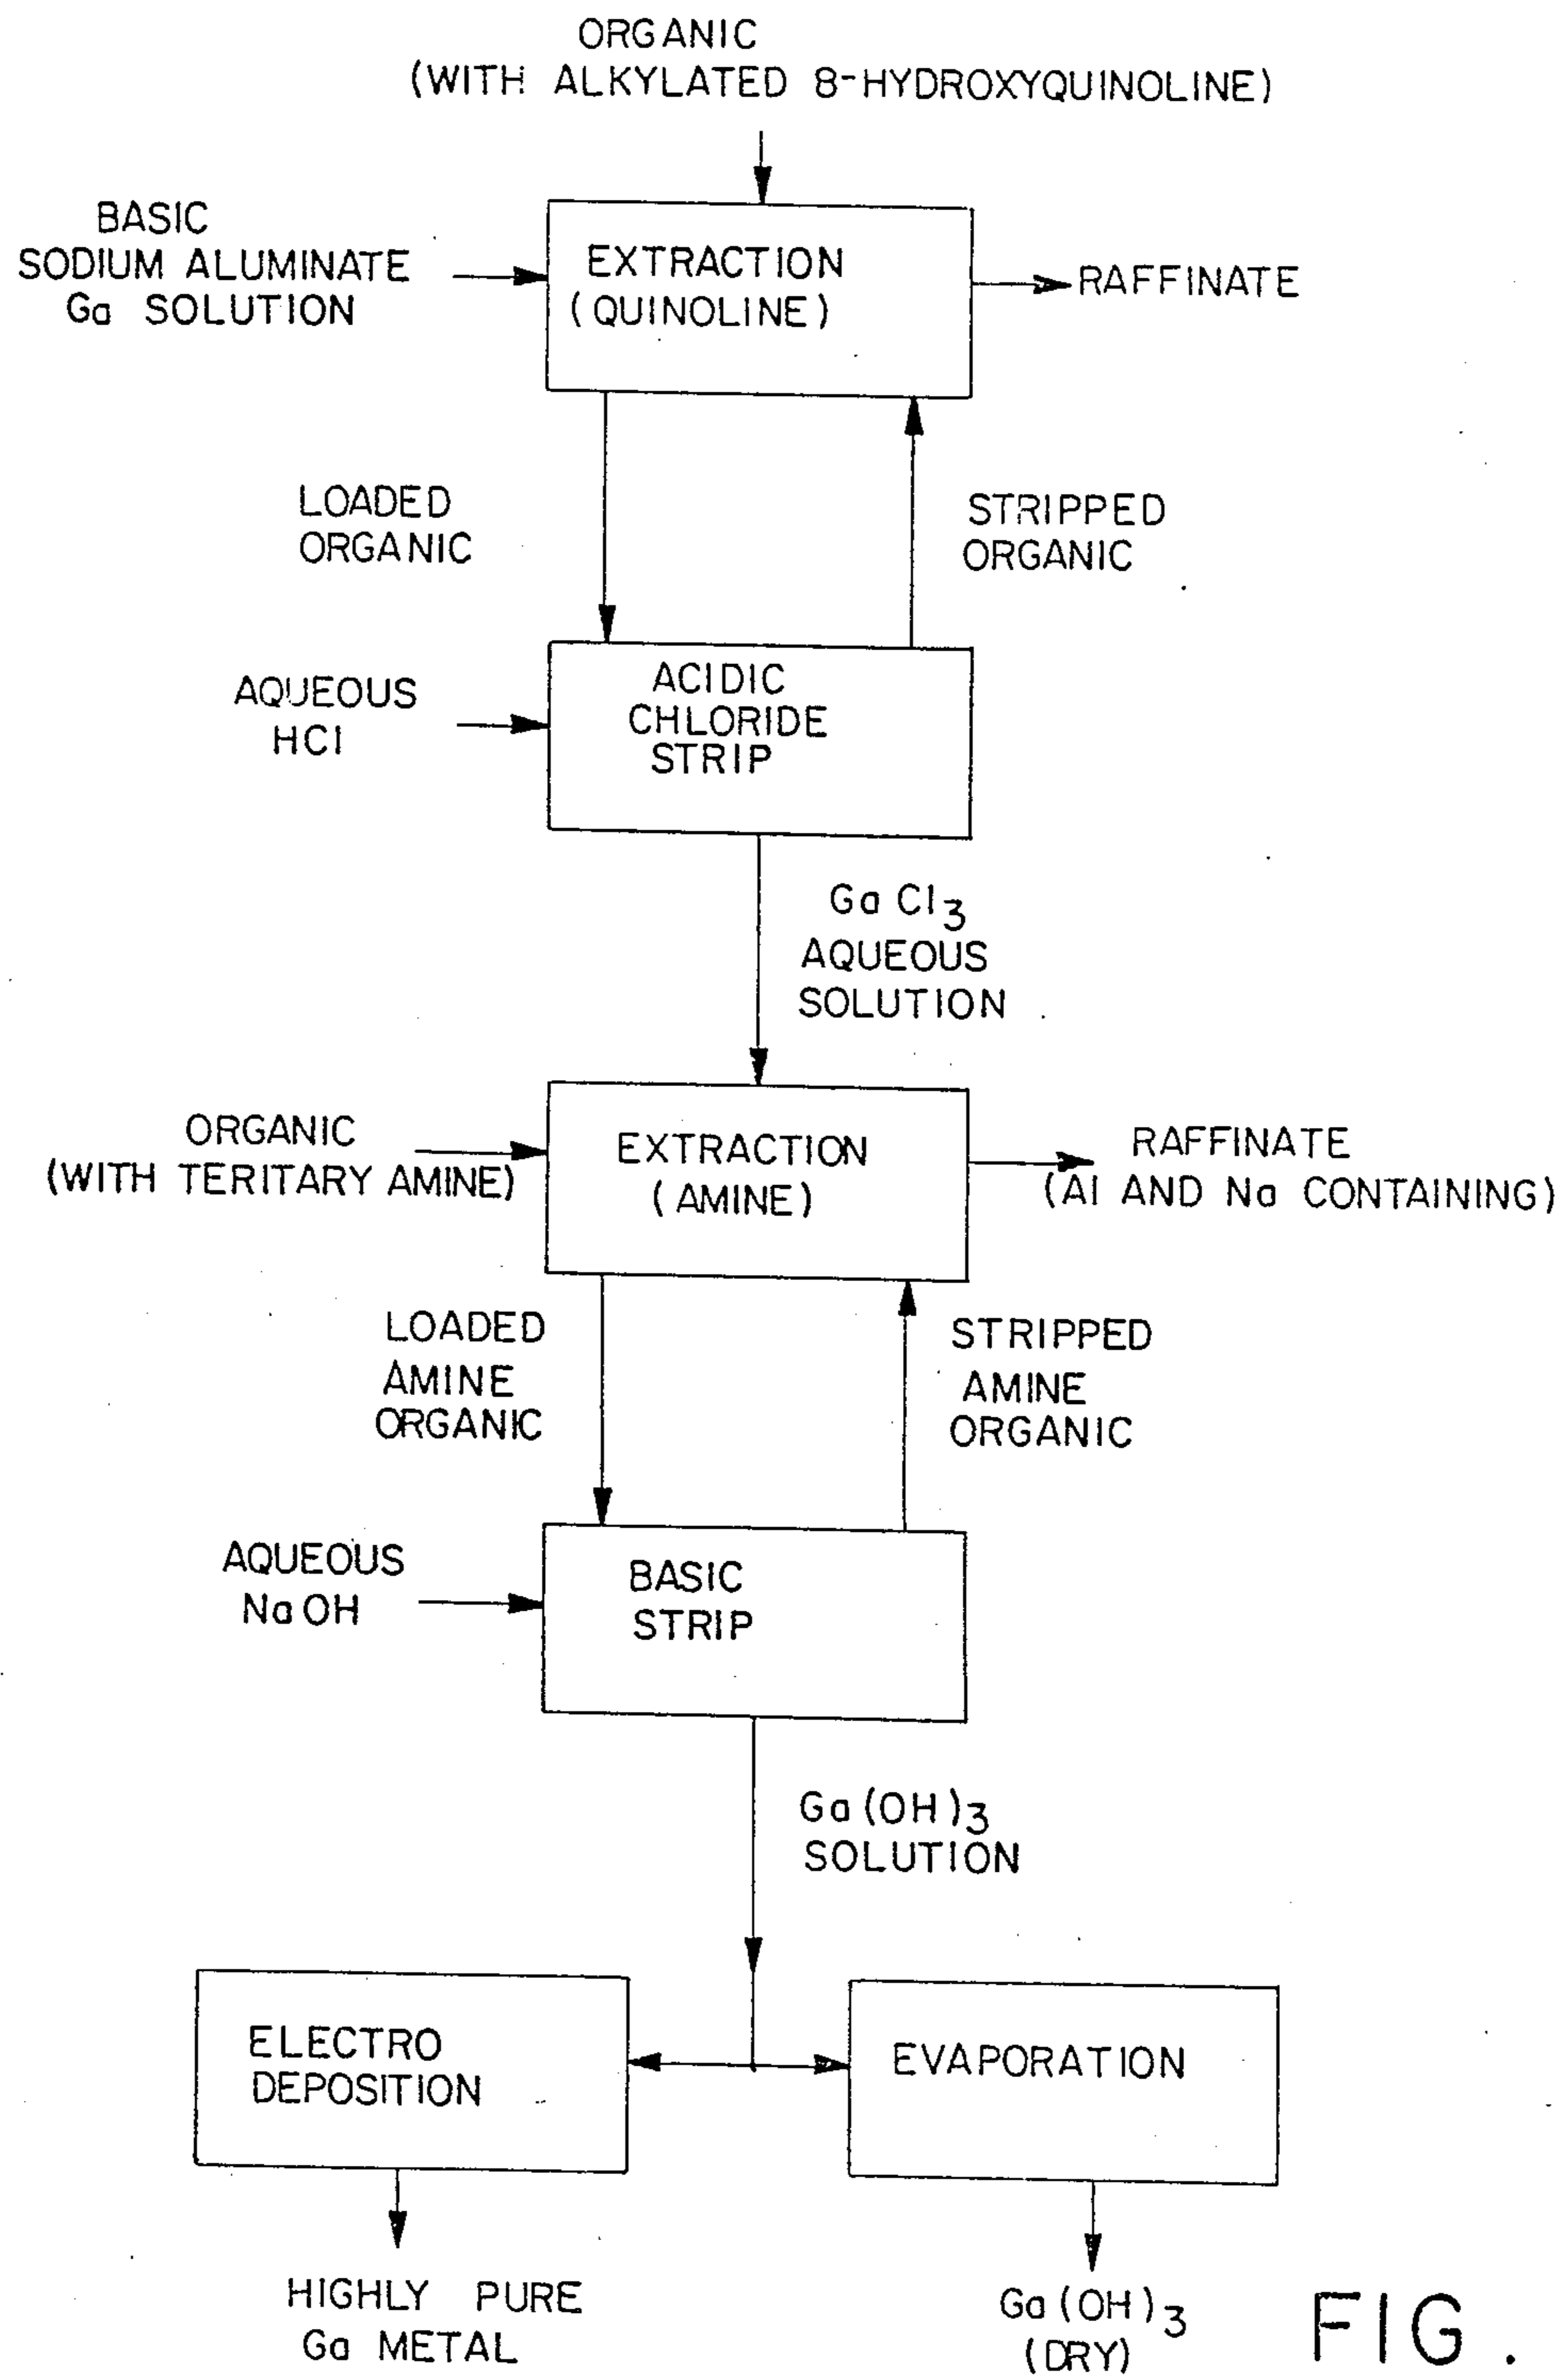 ORGANIC
(WITH ALKYLATED 8-HYDROXYQUINOLINE)
BASIC
SODIUM ALUMINATE
Ga SOLUTION
EXTRACTION
(QUINOLINE)
RAFFINATE
LOADED
ORGANIC
STRIPPED
ORGANIC
AQUEOUS
HCl
ACIDIC
CHLORIDE
STRIP
Ga Cl3
AQUEOUS
SOLUTION
ORGANIC
(WITH TERITARY AMINE)
EXTRACTION
(AMINE)
RAFFINATE
(Al AND Na CONTAINING)
LOADED
AMINE
ORGANIC
STRIPPED
AMINE
ORGANIC
AQUEOUS
NaOH
BASIC
STRIP
Ga(OH)3
SOLUTION
ELECTRO
DEPOSITION
EVAPORATION
HIGHLY PURE
Ga METAL
Ga(OH)3
(DRY)
FIG.